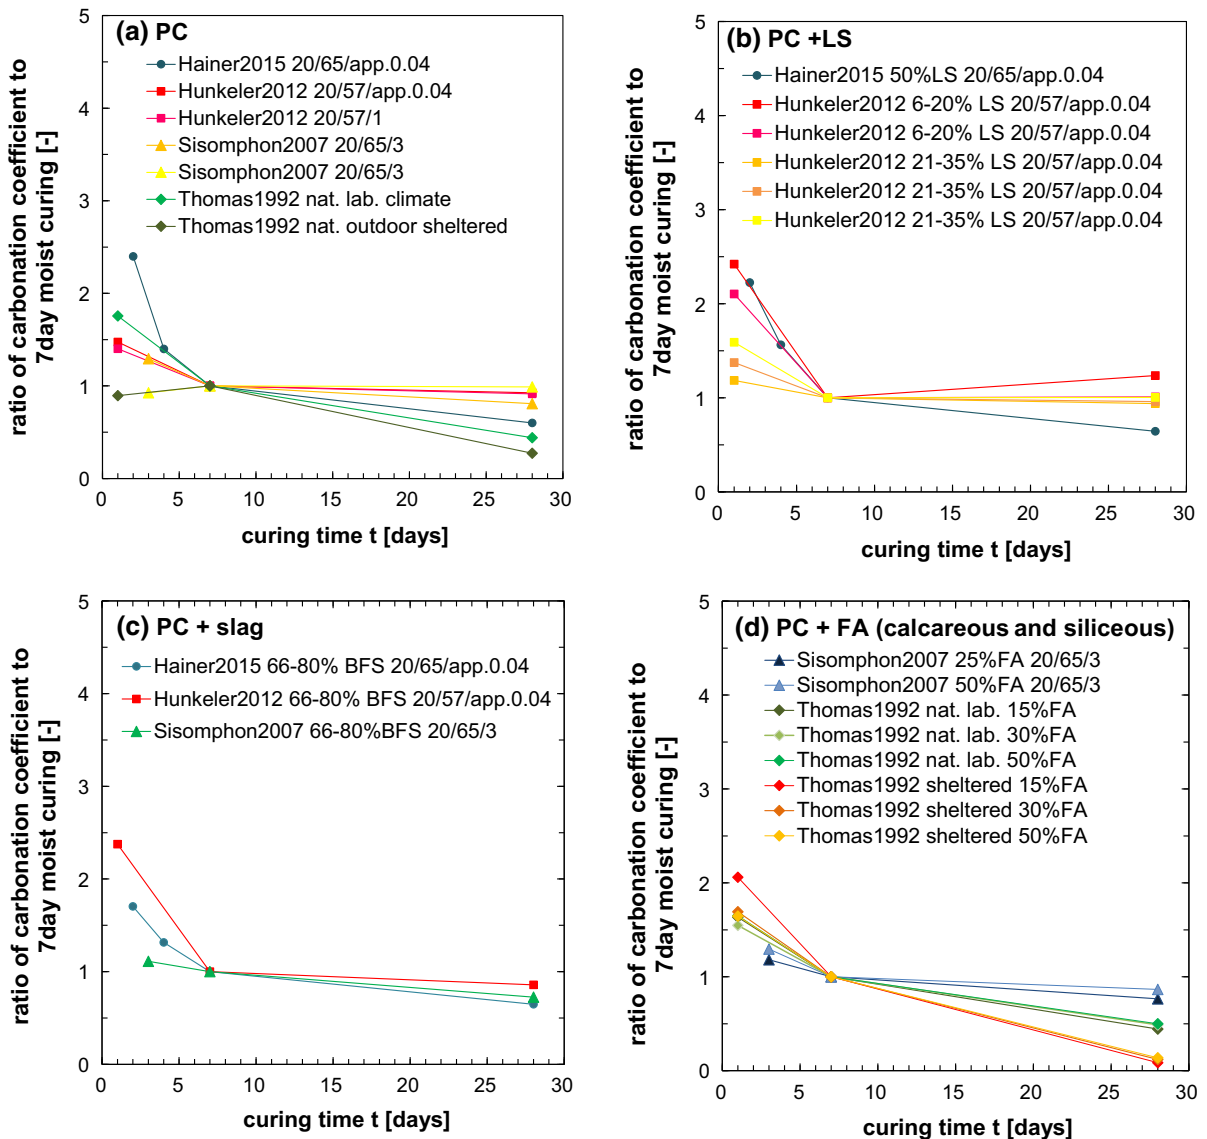 (a) PC
Hainer2015 20/65/app.0.04
Hunkeler2012 20/57/app.0.04
Hunkeler2012 20/57/1
Sisomphon2007 20/65/3
Sisomphon2007 20/65/3
Thomas1992 nat. lab. climate
Thomas1992 nat. outdoor sheltered
ratio of carbonation coefficient to
7day moist curing [-]
5
4
3
2
1
0
0 5 10 15 20 25 30
curing time t [days]
(b) PC +LS
Hainer2015 50%LS 20/65/app.0.04
Hunkeler2012 6-20% LS 20/57/app.0.04
Hunkeler2012 6-20% LS 20/57/app.0.04
Hunkeler2012 21-35% LS 20/57/app.0.04
Hunkeler2012 21-35% LS 20/57/app.0.04
Hunkeler2012 21-35% LS 20/57/app.0.04
ratio of carbonation coefficient to
7day moist curing [-]
5
4
3
2
1
0
0 5 10 15 20 25 30
curing time t [days]
(c) PC + slag
Hainer2015 66-80% BFS 20/65/app.0.04
Hunkeler2012 66-80% BFS 20/57/app.0.04
Sisomphon2007 66-80%BFS 20/65/3
ratio of carbonation coefficient to
7day moist curing [-]
5
4
3
2
1
0
0 5 10 15 20 25 30
curing time t [days]
(d) PC + FA (calcareous and siliceous)
Sisomphon2007 25%FA 20/65/3
Sisomphon2007 50%FA 20/65/3
Thomas1992 nat. lab. 15%FA
Thomas1992 nat. lab. 30%FA
Thomas1992 nat. lab. 50%FA
Thomas1992 sheltered 15%FA
Thomas1992 sheltered 30%FA
Thomas1992 sheltered 50%FA
ratio of carbonation coefficient to
7day moist curing [-]
5
4
3
2
1
0
0 5 10 15 20 25 30
curing time t [days]